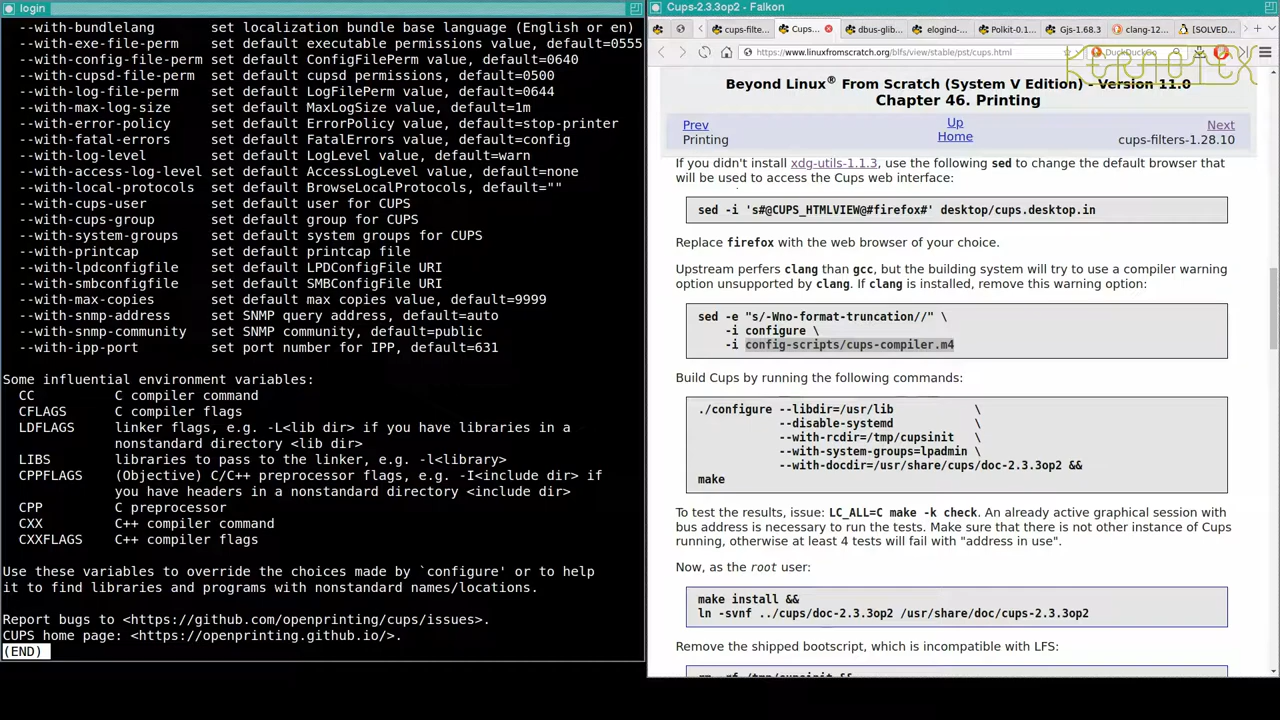 login
--with-bundlelang       set localization bundle base language (English or en)
--with-exe-file-perm    set default executable permissions value, default=0555
--with-config-file-perm set default ConfigFilePerm value, default=0640
--with-cupsd-file-perm  set default cupsd permissions, default=0500
--with-log-file-perm    set default LogFilePerm value, default=0644
--with-max-log-size     set default MaxLogSize value, default=1m
--with-error-policy     set default ErrorPolicy value, default=stop-printer
--with-fatal-errors     set default FatalErrors value, default=config
--with-log-level        set default LogLevel value, default=warn
--with-access-log-level set default AccessLogLevel value, default=none
--with-local-protocols  set default BrowseLocalProtocols, default=""
--with-cups-user        set default user for CUPS
--with-cups-group       set default group for CUPS
--with-system-groups    set default system groups for CUPS
--with-printcap         set default printcap file
--with-lpdconfigfile    set default LPDConfigFile URI
--with-smbconfigfile    set default SMBConfigFile URI
--with-max-copies       set default max copies value, default=9999
--with-snmp-address     set SNMP query address, default=auto
--with-snmp-community   set SNMP community, default=public
--with-ipp-port         set port number for IPP, default=631
Some influential environment variables:
CC          C compiler command
CFLAGS      C compiler flags
LDFLAGS     linker flags, e.g. -L<lib dir> if you have libraries in a
nonstandard directory <lib dir>
LIBS        libraries to pass to the linker, e.g. -l<library>
CPPFLAGS    (Objective) C/C++ preprocessor flags, e.g. -I<include dir> if
you have headers in a nonstandard directory <include dir>
CPP         C preprocessor
CXX         C++ compiler command
CXXFLAGS    C++ compiler flags
Use these variables to override the choices made by `configure' or to help
it to find libraries and programs with nonstandard names/locations.
Report bugs to <https://github.com/openprinting/cups/issues>.
CUPS home page: <https://openprinting.github.io/>.
(END)
Cups-2.3.3op2 - Falkon
cups-filte... Cups... dbus-glib... elogind-... Polkit-0.1... Gjs-1.68.3 clang-12... [SOLVED...
https://www.linuxfromscratch.org/blfs/view/stable/pst/cups.html DuckDuckGo
KERNOTEX
Beyond Linux® From Scratch (System V Edition) - Version 11.0
Chapter 46. Printing
Prev Up Next
Printing Home cups-filters-1.28.10
If you didn't install xdg-utils-1.1.3, use the following sed to change the default browser that
will be used to access the Cups web interface:
sed -i 's#@CUPS_HTMLVIEW@#firefox#' desktop/cups.desktop.in
Replace firefox with the web browser of your choice.
Upstream perfers clang than gcc, but the building system will try to use a compiler warning
option unsupported by clang. If clang is installed, remove this warning option:
sed -e "s/-Wno-format-truncation//" \
-i configure \
-i config-scripts/cups-compiler.m4
Build Cups by running the following commands:
./configure --libdir=/usr/lib          \
--disable-systemd          \
--with-rcdir=/tmp/cupsinit   \
--with-system-groups=lpadmin \
--with-docdir=/usr/share/cups/doc-2.3.3op2 &&
make
To test the results, issue: LC_ALL=C make -k check. An already active graphical session with
bus address is necessary to run the tests. Make sure that there is not other instance of Cups
running, otherwise at least 4 tests will fail with "address in use".
Now, as the root user:
make install &&
ln -svnf ../cups/doc-2.3.3op2 /usr/share/doc/cups-2.3.3op2
Remove the shipped bootscript, which is incompatible with LFS: